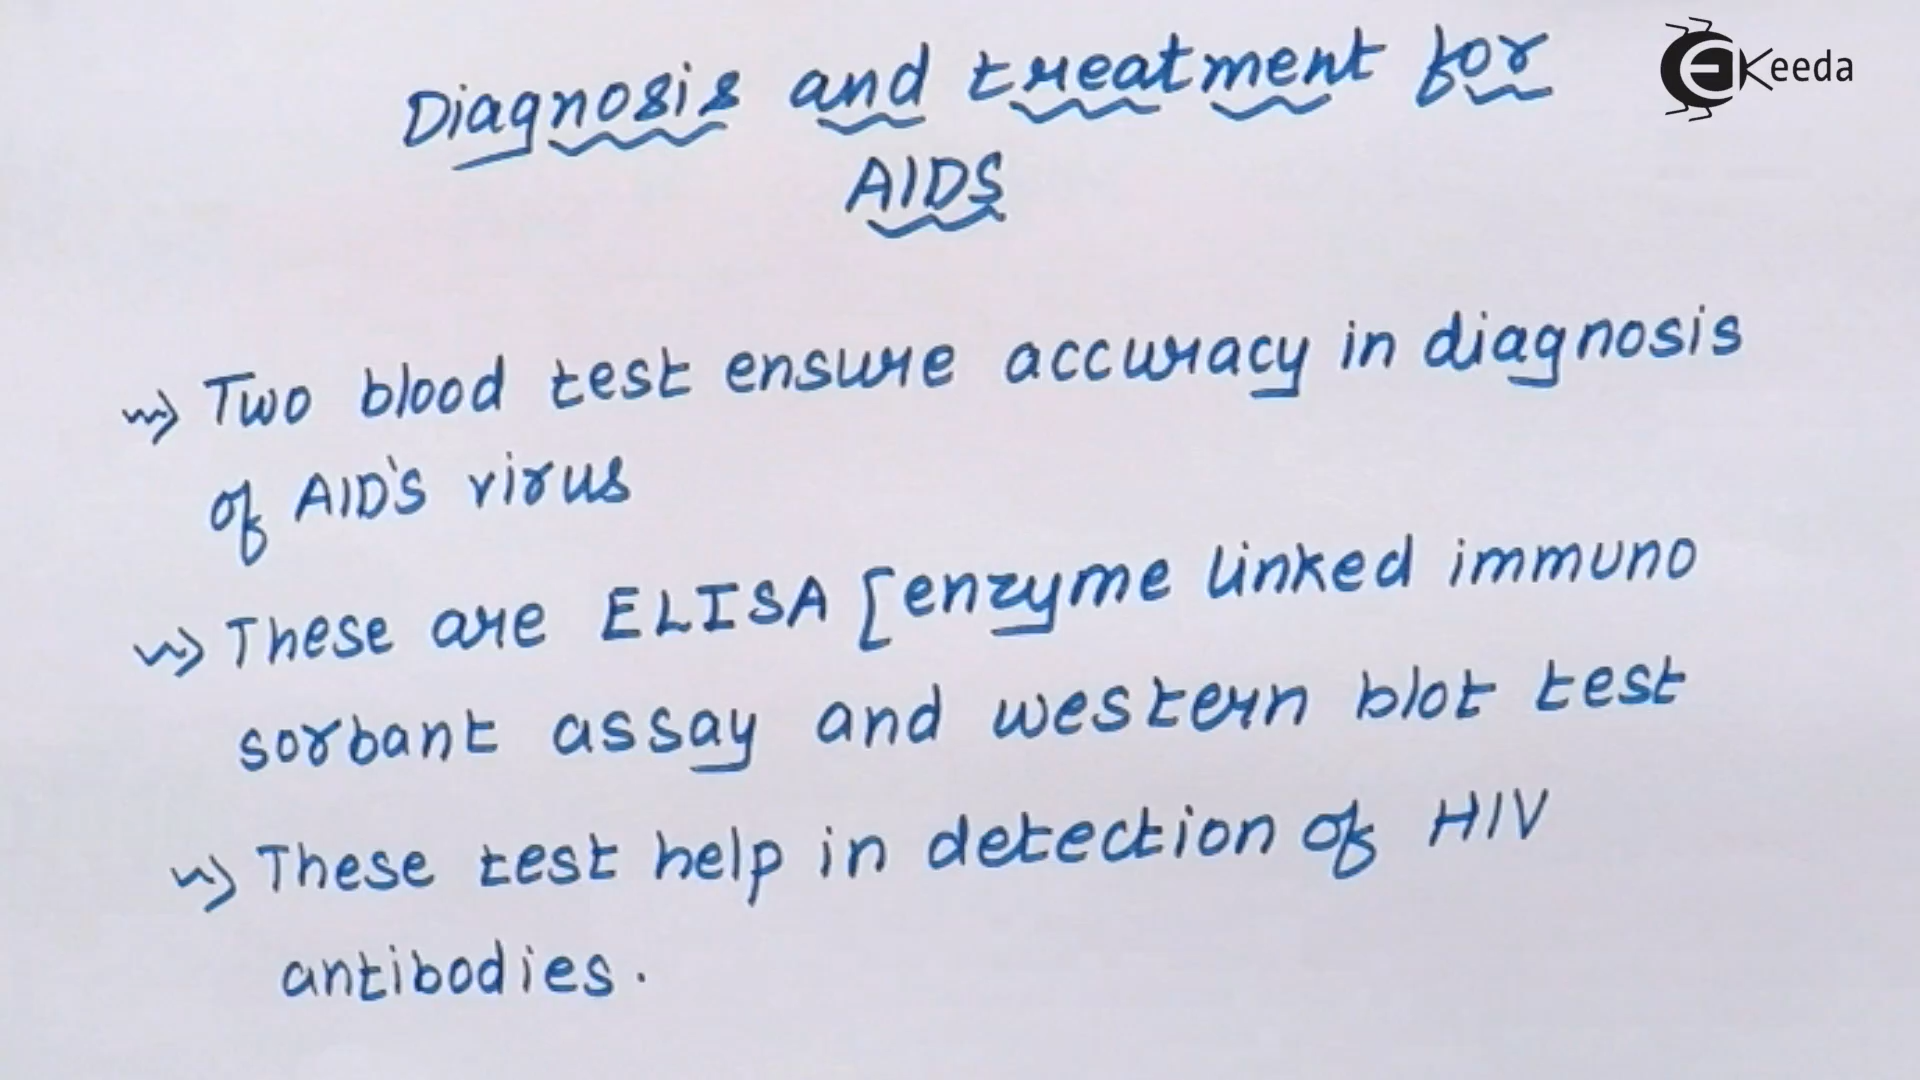 Diagnosis and treatment for
AIDS
EKeeda
Two blood test ensure accuracy in diagnosis
of AID'S virus
These are ELISA [enzyme linked immuno
sorbant assay and western blot test
These test help in detection of HIV
antibodies.